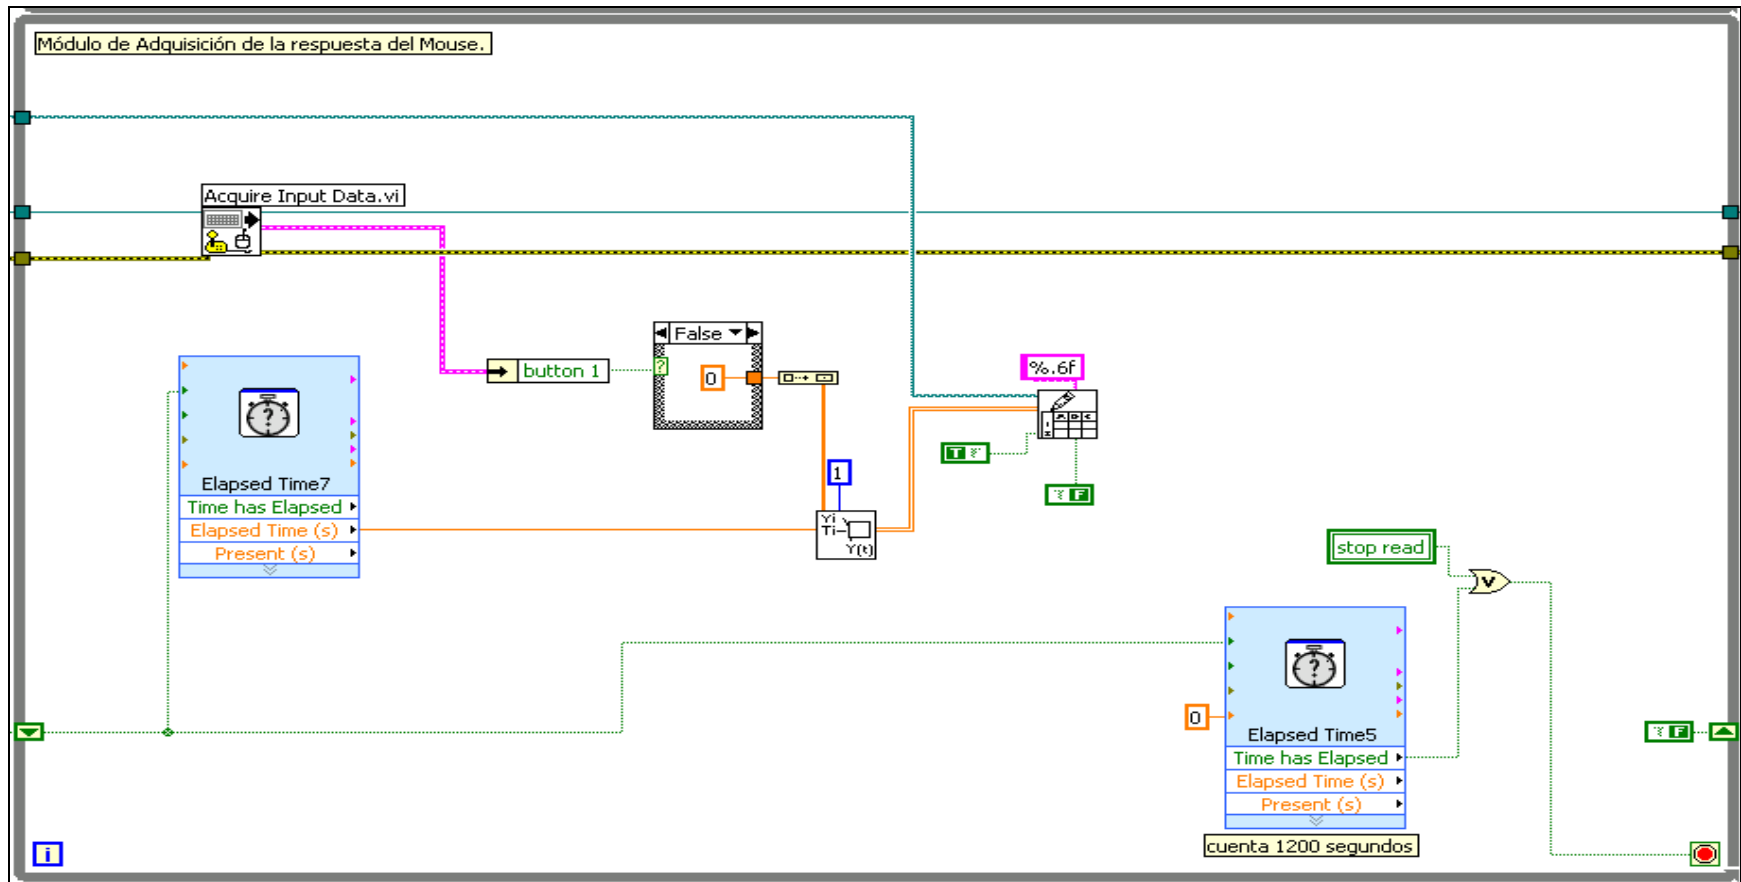 Módulo de Adquisición de la respuesta del Mouse.
Acquire Input Data.vi
False
button 1
0
%.6f
Elapsed Time7
Time has Elapsed
Elapsed Time (s)
Present (s)
1
T
F
Yi
Ti
Y(t)
stop read
V
0
Elapsed Time5
Time has Elapsed
Elapsed Time (s)
Present (s)
F
cuenta 1200 segundos
i